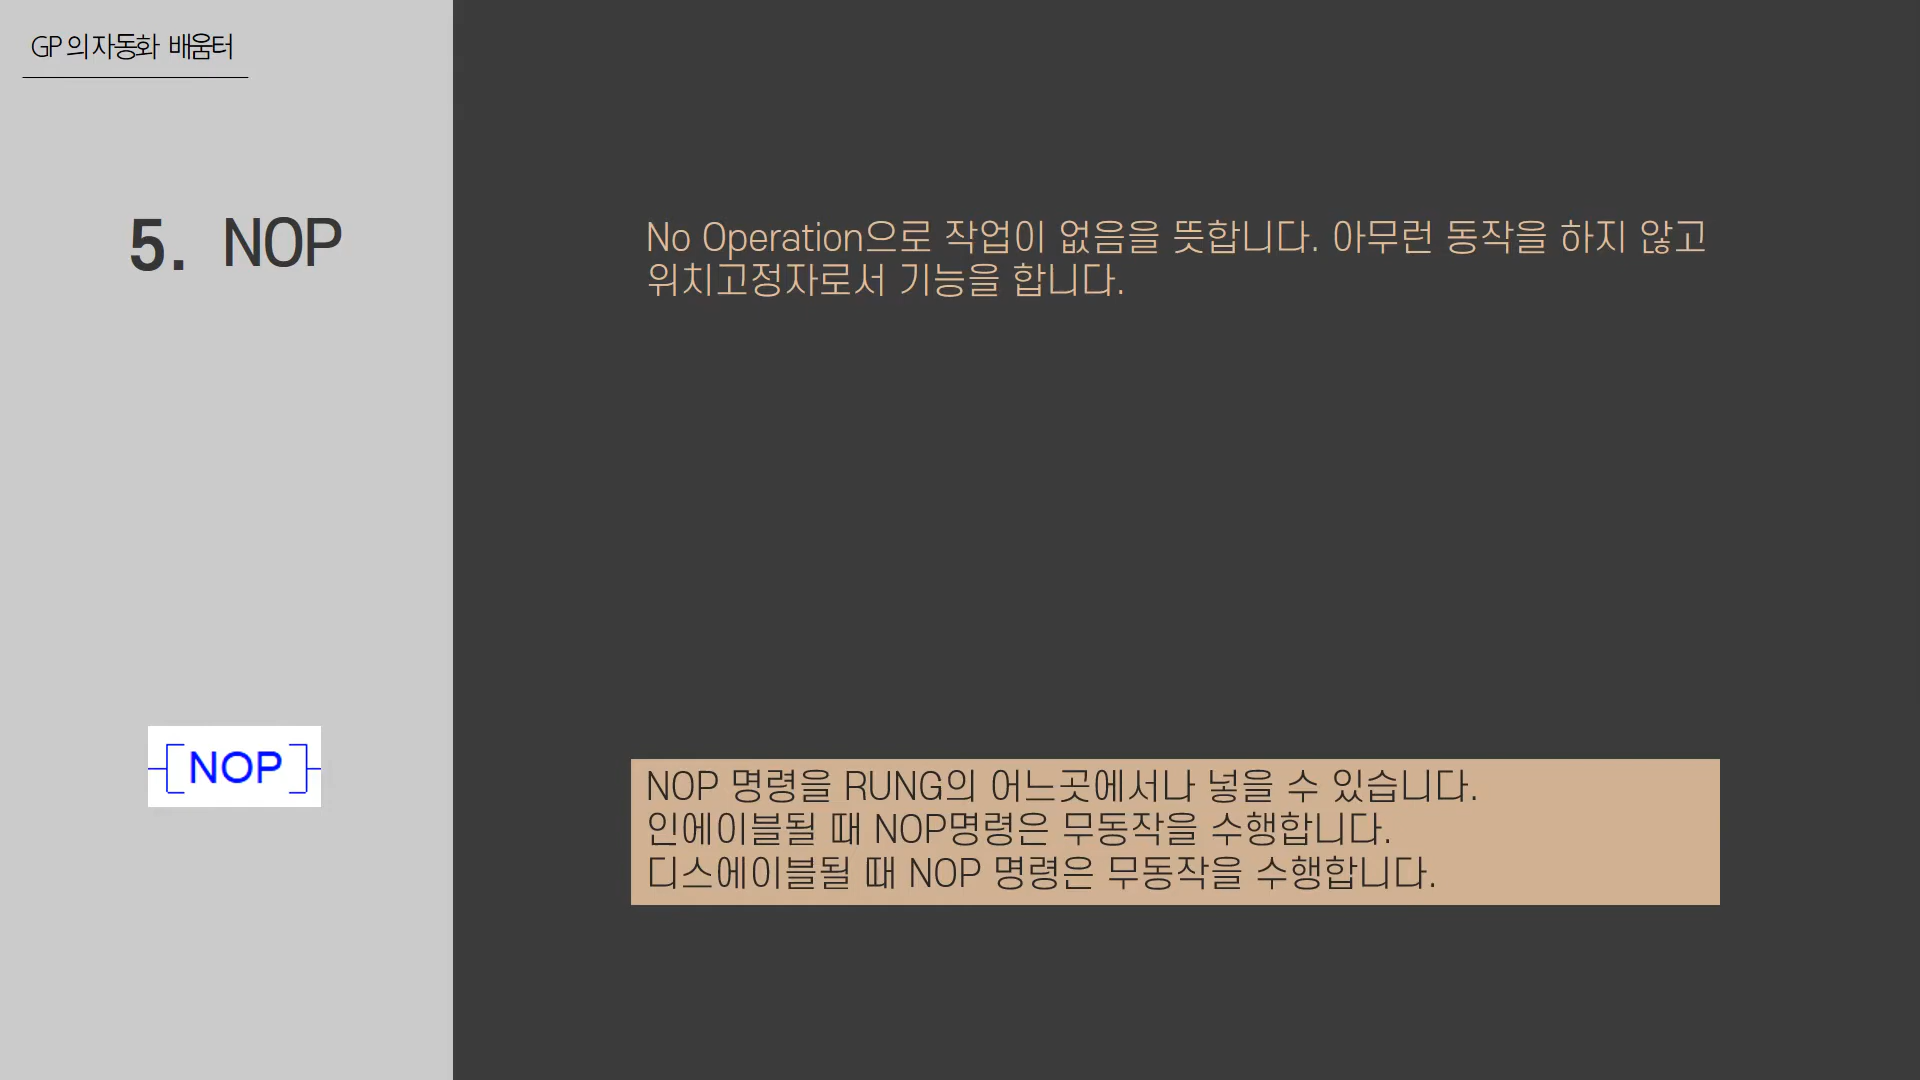 GP의자동화 배움터
5. NOP
No Operation으로 작업이 없음을 뜻합니다. 아무런 동작을 하지 않고
위치고정자로서 기능을 합니다.
NOP
NOP 명령을 RUNG의 어느곳에서나 넣을 수 있습니다.
인에이블될 때 NOP명령은 무동작을 수행합니다.
디스에이블될 때 NOP 명령은 무동작을 수행합니다.